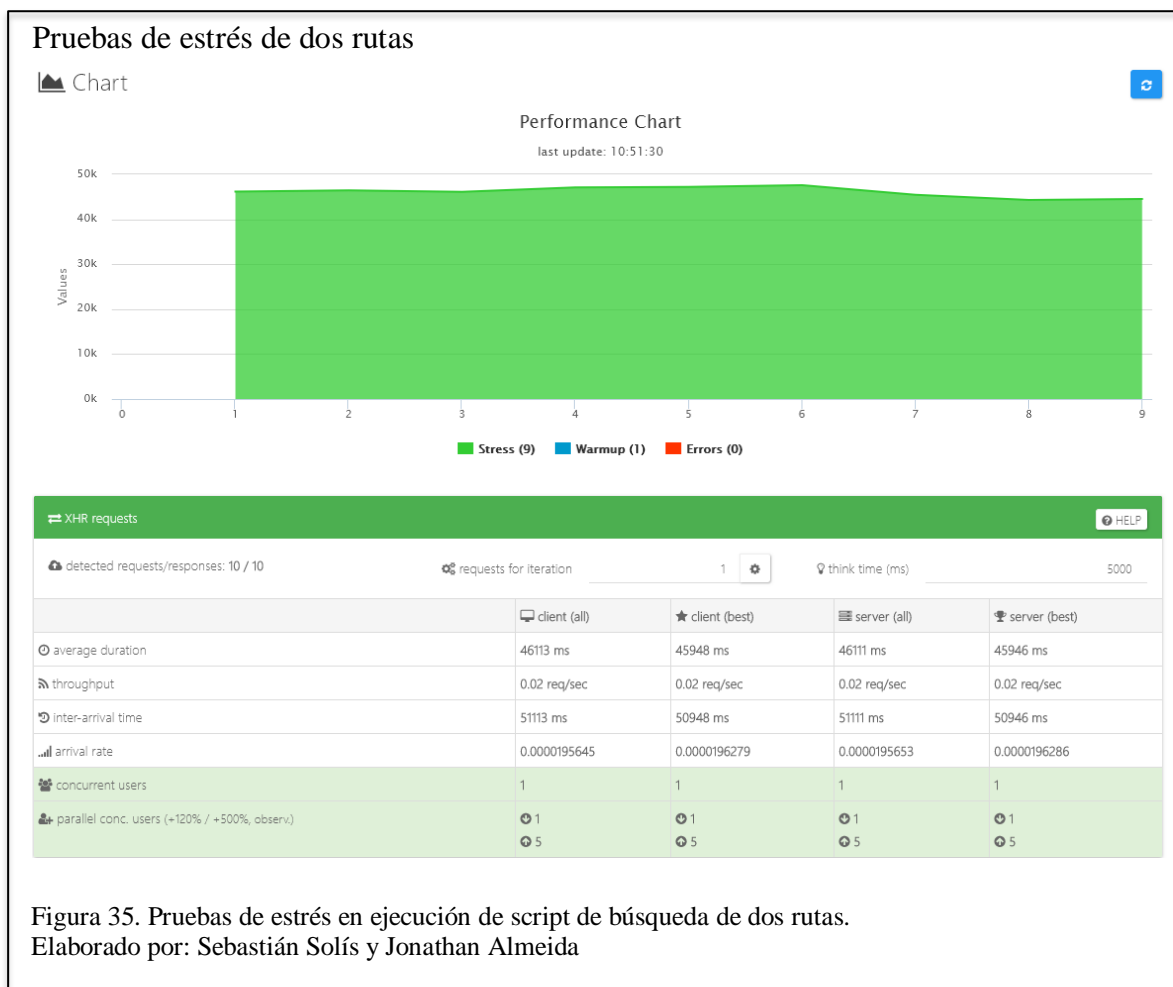 Pruebas de estrés de dos rutas
Chart
Performance Chart
last update: 10:51:30
50k
40k
30k
20k
10k
0k
Values
0 1 2 3 4 5 6 7 8 9
Stress (9) Warmup (1) Errors (0)
XHR requests HELP
detected requests/responses: 10 / 10 requests for iteration 1 think time (ms) 5000
client (all) client (best) server (all) server (best)
average duration 46113 ms 45948 ms 46111 ms 45946 ms
throughput 0.02 req/sec 0.02 req/sec 0.02 req/sec 0.02 req/sec
inter-arrival time 51113 ms 50948 ms 51111 ms 50946 ms
arrival rate 0.0000195645 0.0000196279 0.0000195653 0.0000196286
concurrent users 1 1 1 1
parallel conc. users (+120% / +500%, observ.) 1 1 1 1
5 5 5 5
Figura 35. Pruebas de estrés en ejecución de script de búsqueda de dos rutas.
Elaborado por: Sebastián Solís y Jonathan Almeida